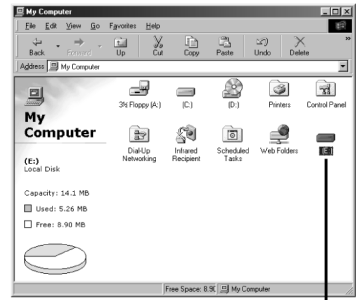 My Computer
File Edit View Go Favorites Help
Back Forward Up Cut Copy Paste Undo Delete
Address My Computer
My Computer
(E:)
Local Disk
Capacity: 14.1 MB
Used: 5.26 MB
Free: 8.90 MB
3½ Floppy (A:) (C:) (D:) Printers Control Panel
Dial-Up Networking Infrared Recipient Scheduled Tasks Web Folders (E:)
Free Space: 8.9( My Computer